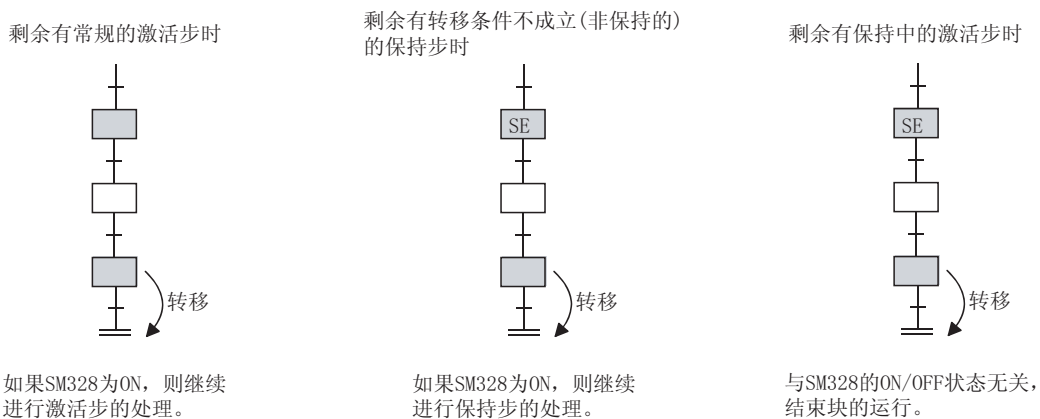 剩余有常规的激活步时
转移
如果SM328为ON，则继续
进行激活步的处理。
剩余有转移条件不成立(非保持的)
的保持步时
SE
转移
如果SM328为ON，则继续
进行保持步的处理。
剩余有保持中的激活步时
SE
转移
与SM328的ON/OFF状态无关，
结束块的运行。